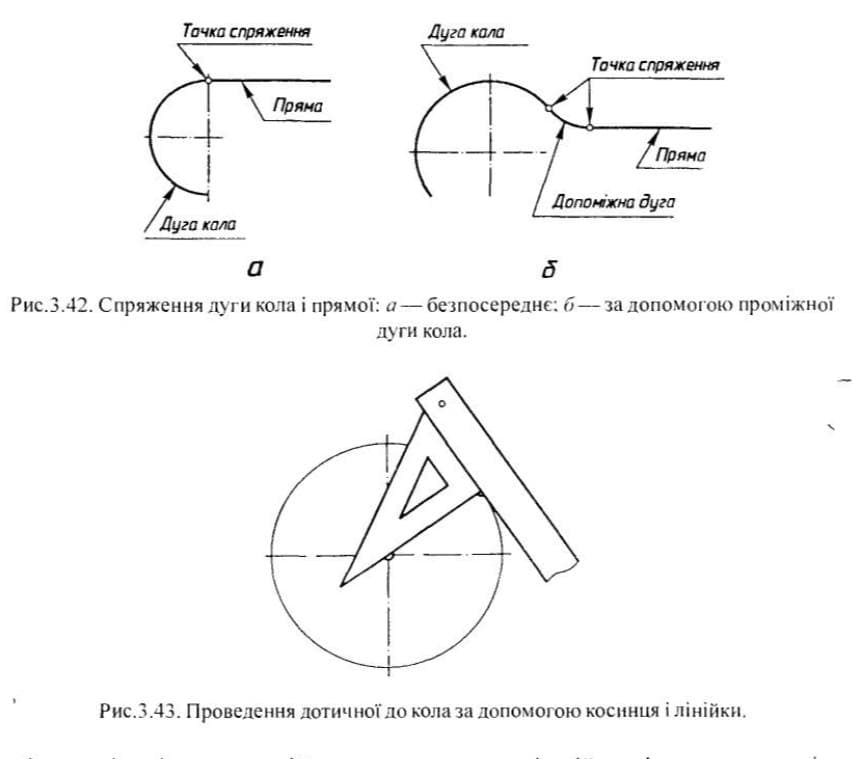 Точка спряження
Пряма
Дуга кола
а
Дуга кола
Точка спряження
Пряма
Допоміжна дуга
б
Рис.3.42. Спряження дуги кола і прямої: а — безпосереднє; б — за допомогою проміжної
дуги кола.
Рис.3.43. Проведення дотичної до кола за допомогою косинця і лінійки.